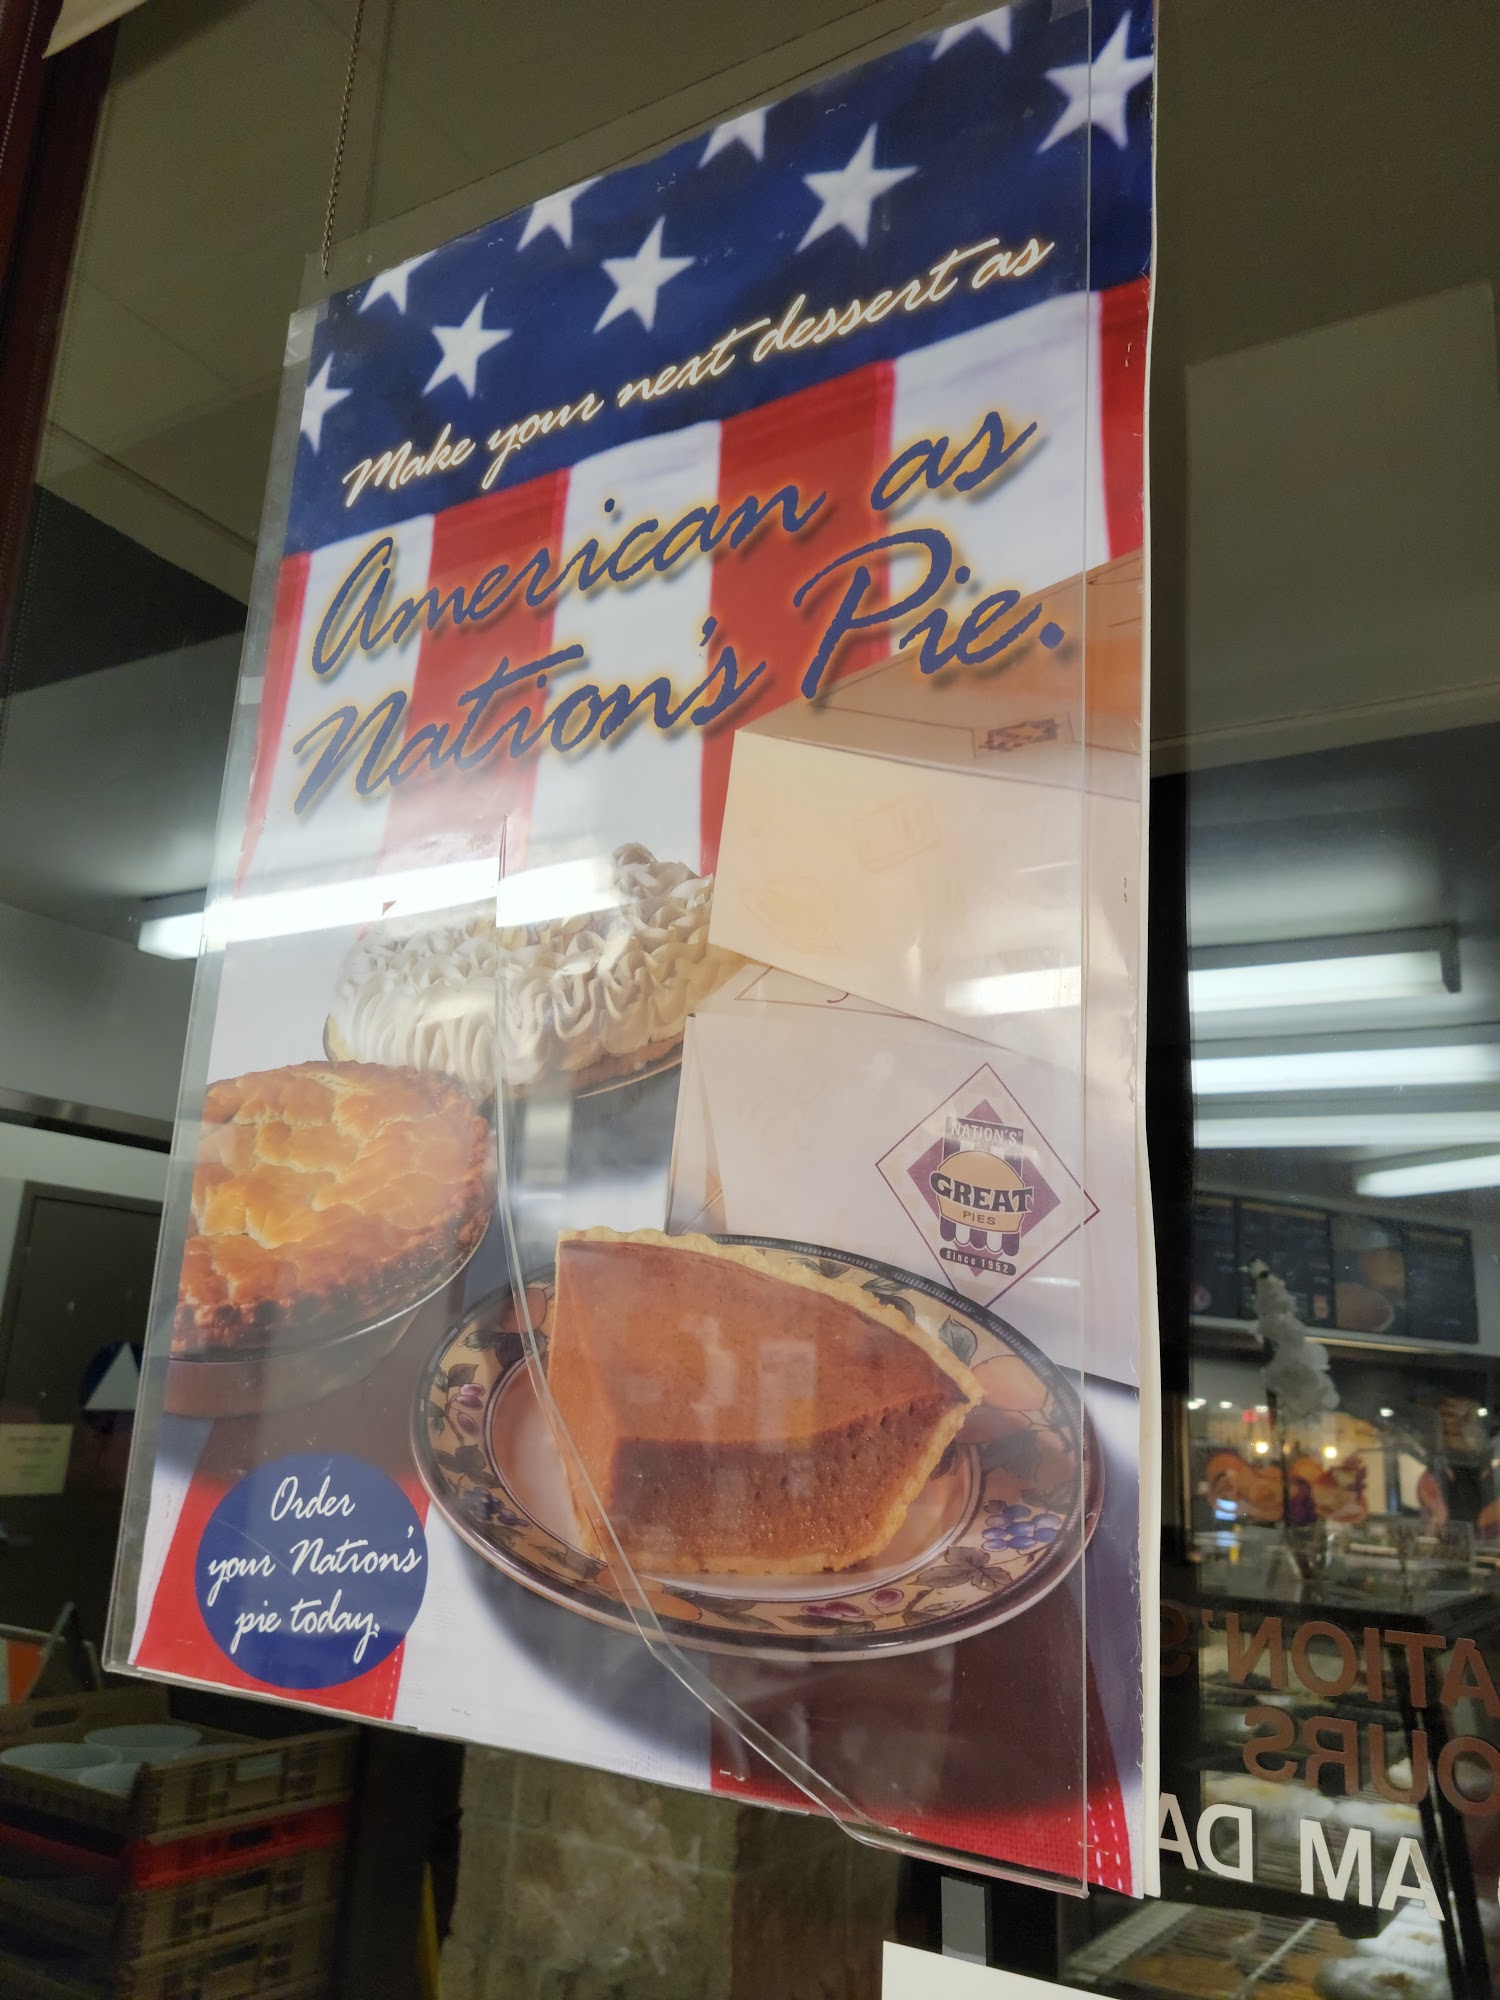 Make your next dessert as
American as
Nation's Pie.
NATION'S
GREAT
PIES
Since 1952
Order
your Nation's
pie today.
ATION'S
OURS
AM DA